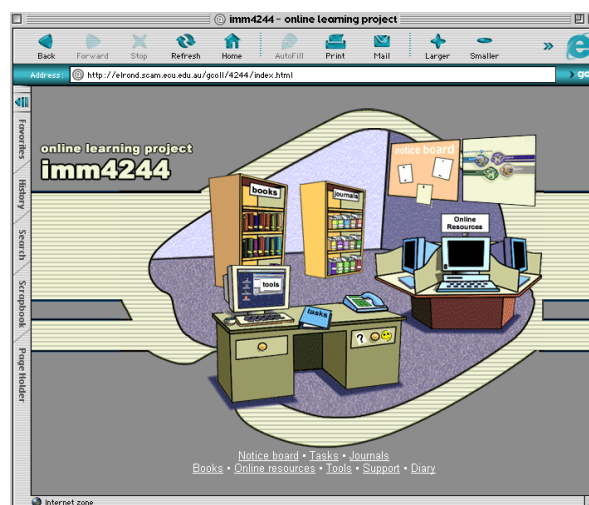 imm4244 - online learning project
Back Forward Stop Refresh Home AutoFill Print Mail Larger Smaller
Address: @ http://elrond.scam.ecu.edu.au/gcoll/4244/index.html go
Favorites
History
Search
Scrapbook
Page Holder
online learning project
imm4244
notice board
books
journals
Online
Resources
tools
tasks
?
Notice board • Tasks • Journals
Books • Online resources • Tools • Support • Diary
Internet zone